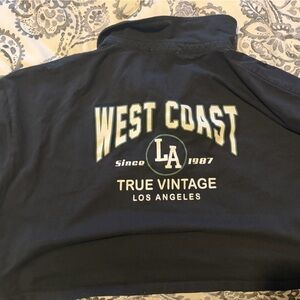 WEST COAST
Since LA 1987
TRUE VINTAGE
LOS ANGELES